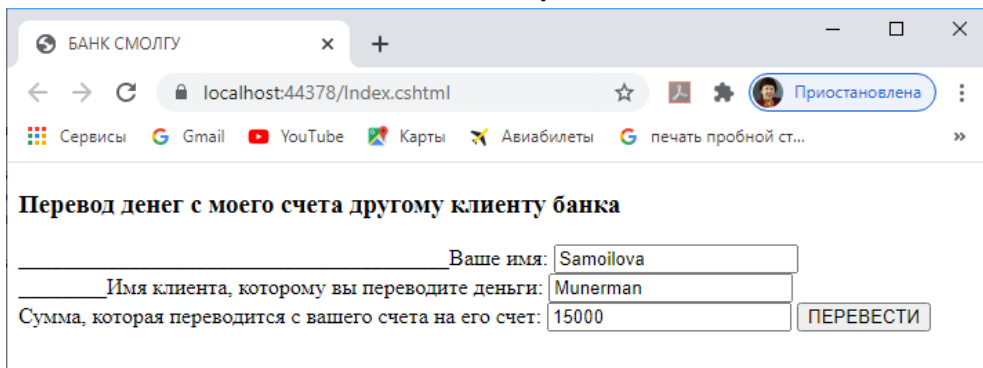 БАНК СМОЛГУ
localhost:44378/Index.cshtml Приостановлена
Сервисы Gmail YouTube Карты Авиабилеты печать пробной ст...
Перевод денег с моего счета другому клиенту банка
_______________________________________Ваше имя: Samoilova
________Имя клиента, которому вы переводите деньги: Munerman
Сумма, которая переводится с вашего счета на его счет: 15000 ПЕРЕВЕСТИ